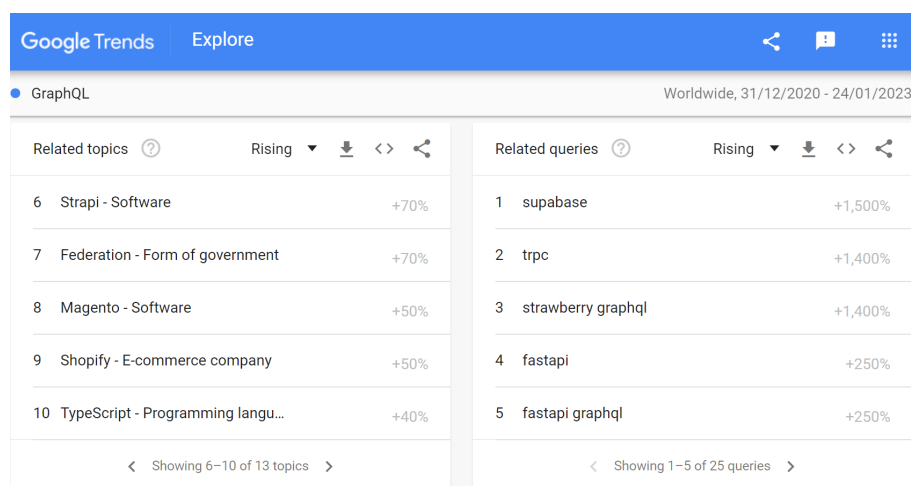 Google Trends Explore
GraphQL Worldwide, 31/12/2020 - 24/01/2023
Related topics Rising
6 Strapi - Software +70%
7 Federation - Form of government +70%
8 Magento - Software +50%
9 Shopify - E-commerce company +50%
10 TypeScript - Programming langu... +40%
Showing 6–10 of 13 topics
Related queries Rising
1 supabase +1,500%
2 trpc +1,400%
3 strawberry graphql +1,400%
4 fastapi +250%
5 fastapi graphql +250%
Showing 1–5 of 25 queries